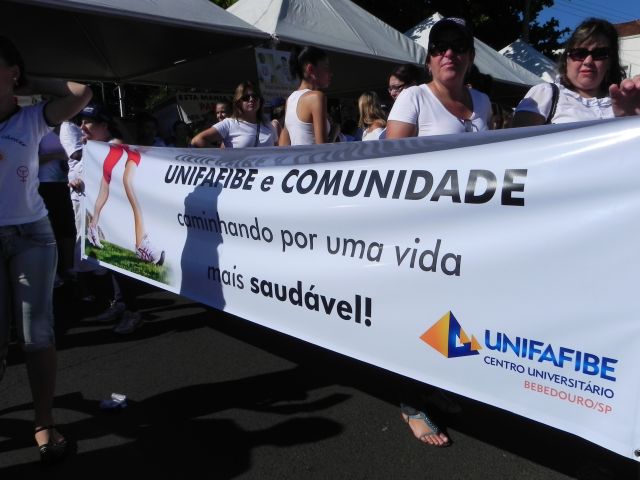 UNIFAFIBE e COMUNIDADE
caminhando por uma vida
mais saudável!
UNIFAFIBE
CENTRO UNIVERSITÁRIO
BEBEDOURO/SP